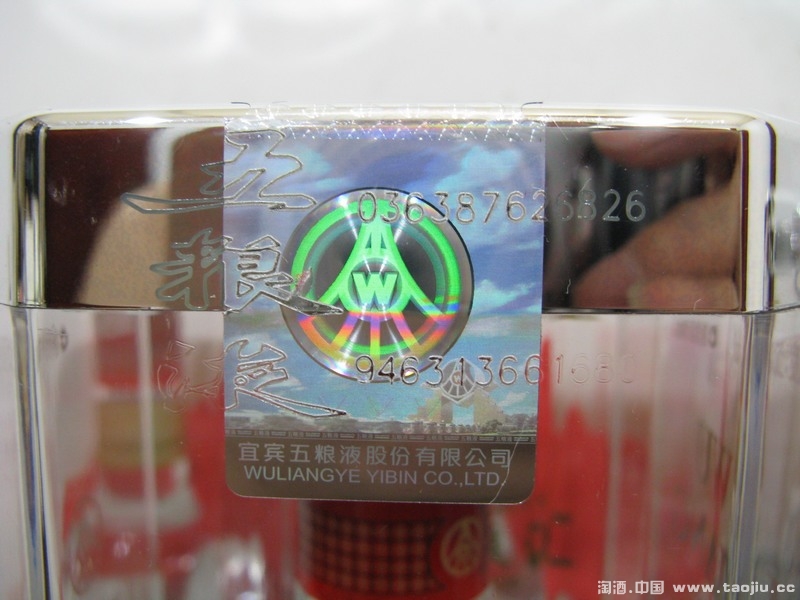 五
粮
液
036387626326
W
946313661680
宜宾五粮液股份有限公司
WULIANGYE YIBIN CO.,LTD.
淘酒.中国 www.taojiu.cc